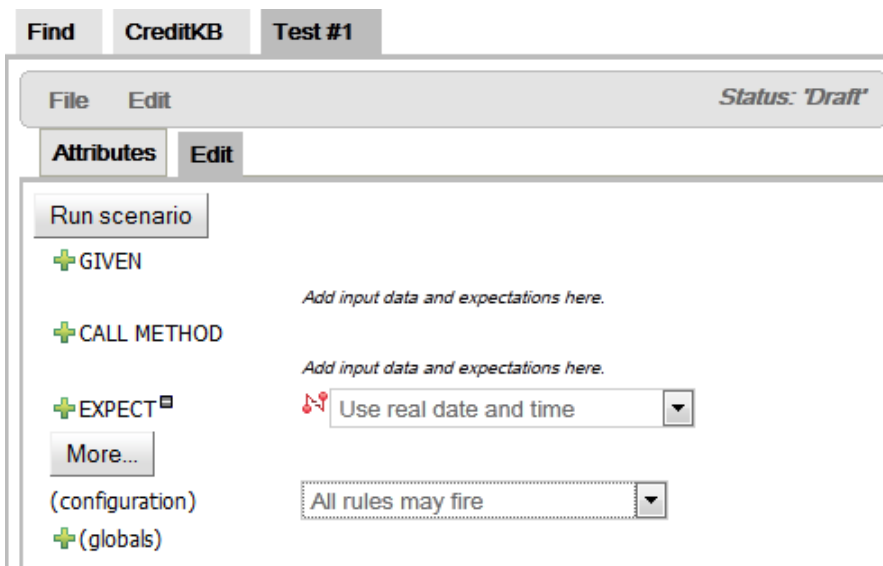 Find CreditKB Test #1
File Edit Status: 'Draft'
Attributes Edit
Run scenario
GIVEN
Add input data and expectations here.
CALL METHOD
Add input data and expectations here.
EXPECT Use real date and time
More...
(configuration) All rules may fire
(globals)